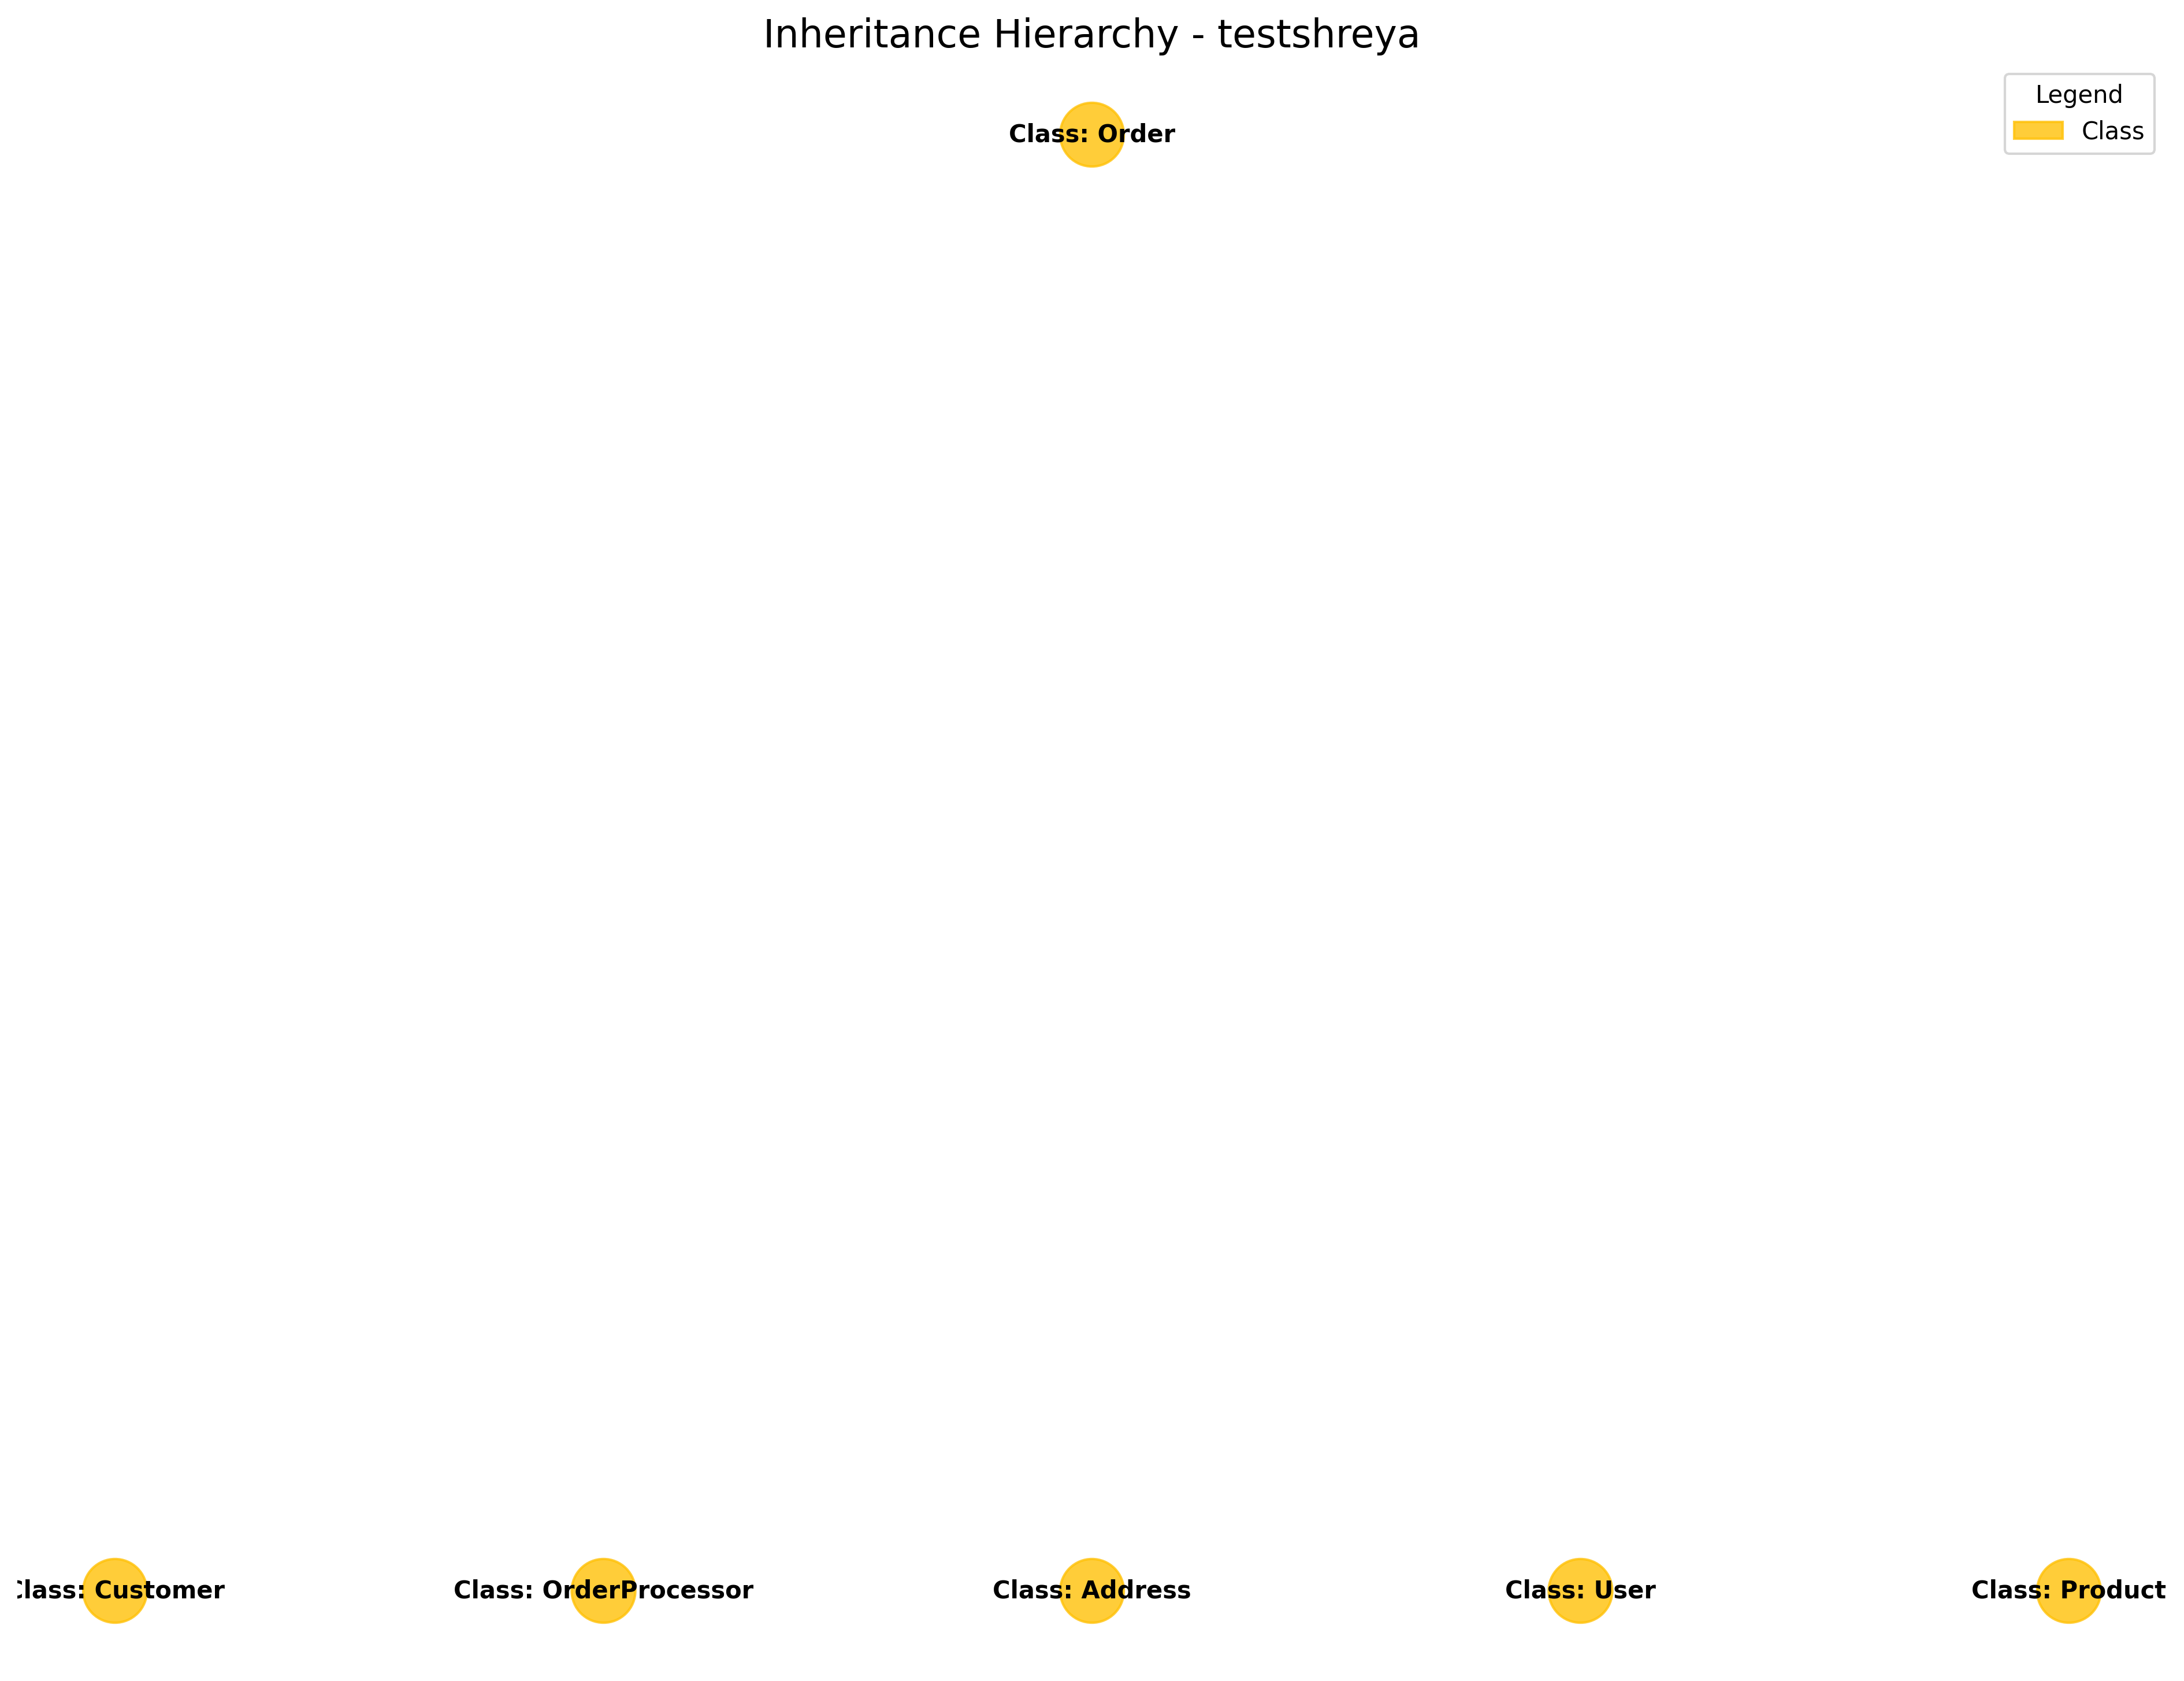 Inheritance Hierarchy - testshreya
Legend
Class
Class: Order
lass: Customer
Class: OrderProcessor
Class: Address
Class: User
Class: Product